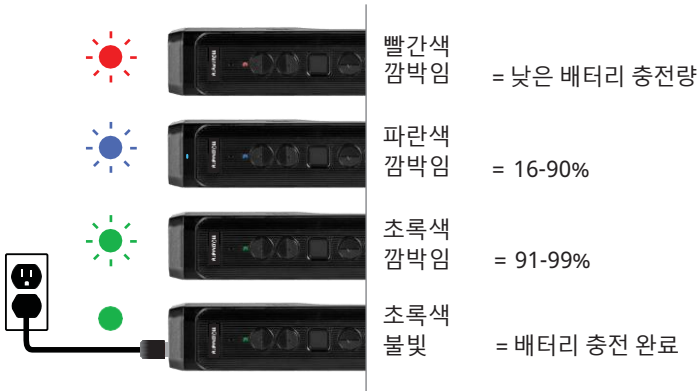 빨간색
깜박임 = 낮은 배터리 충전량
파란색
깜박임 = 16-90%
초록색
깜박임 = 91-99%
초록색
불빛 = 배터리 충전 완료